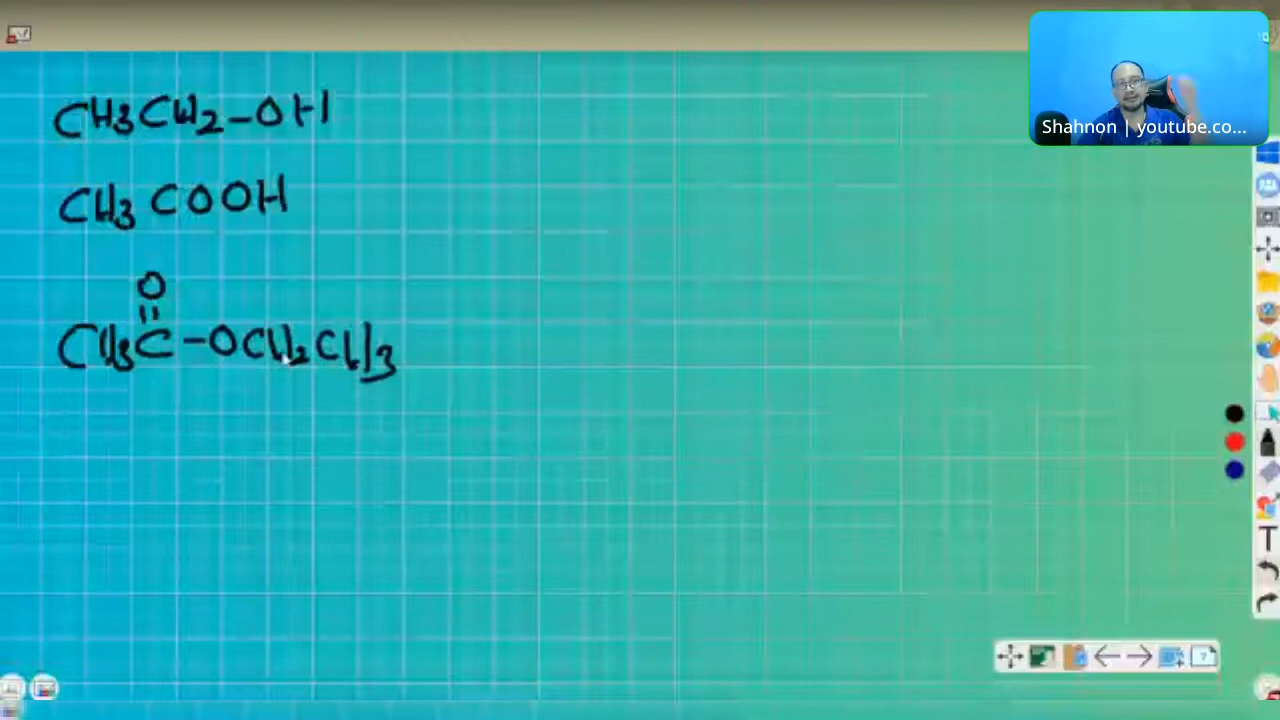 CH3CH2-OH
CH3COOH
O
CH3C-OCH2CH3
Shahnon | youtube.co...
T